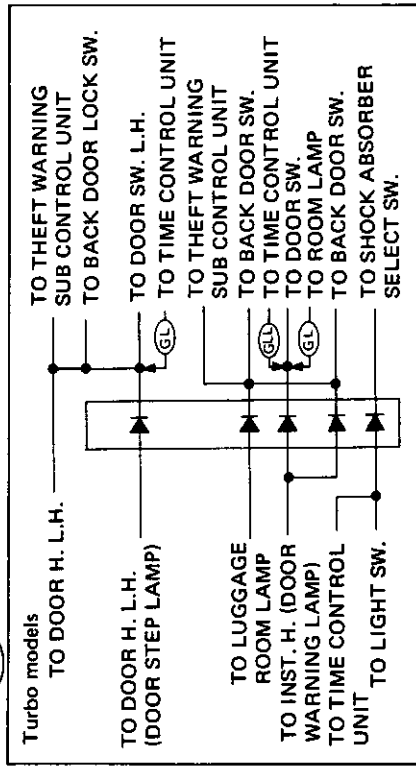 Turbo models
TO DOOR H. L.H.
TO DOOR H. L.H.
(DOOR STEP LAMP)
TO LUGGAGE
ROOM LAMP
TO INST. H. (DOOR
WARNING LAMP)
TO TIME CONTROL
UNIT
TO LIGHT SW.
TO THEFT WARNING
SUB CONTROL UNIT
TO BACK DOOR LOCK SW.
TO DOOR SW. L.H.
GL
TO TIME CONTROL UNIT
TO THEFT WARNING
SUB CONTROL UNIT
TO BACK DOOR SW.
GLL
TO TIME CONTROL UNIT
TO DOOR SW.
GL
TO ROOM LAMP
TO BACK DOOR SW.
TO SHOCK ABSORBER
SELECT SW.